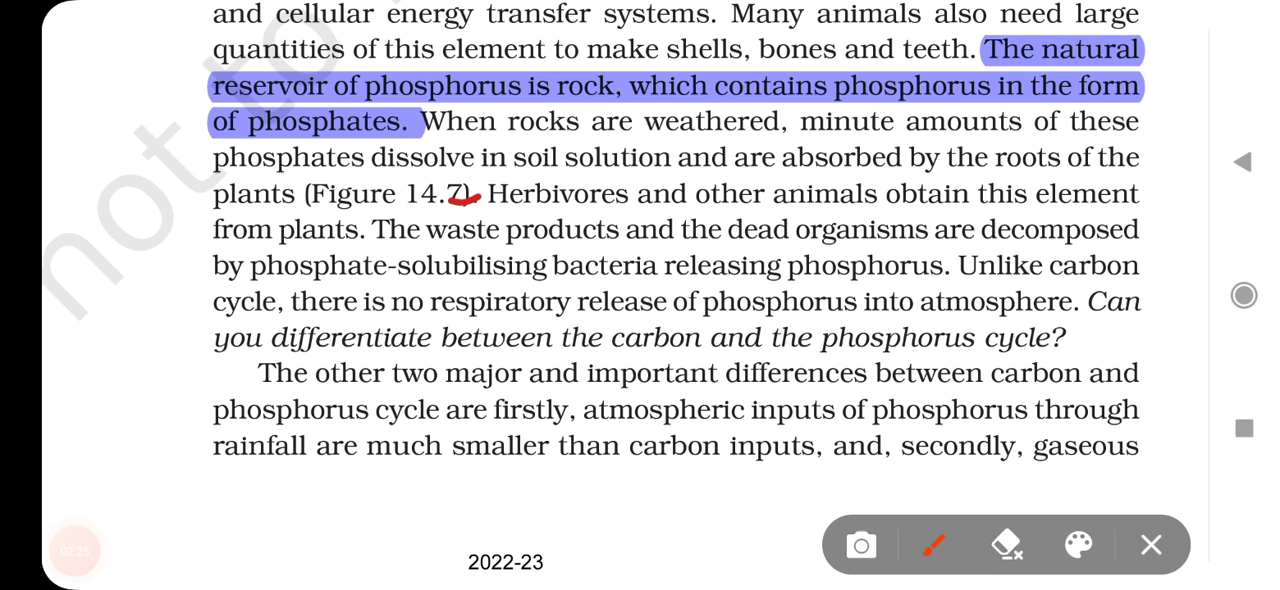 and cellular energy transfer systems. Many animals also need large
quantities of this element to make shells, bones and teeth. The natural
reservoir of phosphorus is rock, which contains phosphorus in the form
of phosphates. When rocks are weathered, minute amounts of these
phosphates dissolve in soil solution and are absorbed by the roots of the
plants (Figure 14.7). Herbivores and other animals obtain this element
from plants. The waste products and the dead organisms are decomposed
by phosphate-solubilising bacteria releasing phosphorus. Unlike carbon
cycle, there is no respiratory release of phosphorus into atmosphere. Can
you differentiate between the carbon and the phosphorus cycle?
The other two major and important differences between carbon and
phosphorus cycle are firstly, atmospheric inputs of phosphorus through
rainfall are much smaller than carbon inputs, and, secondly, gaseous
not to
02:25
2022-23